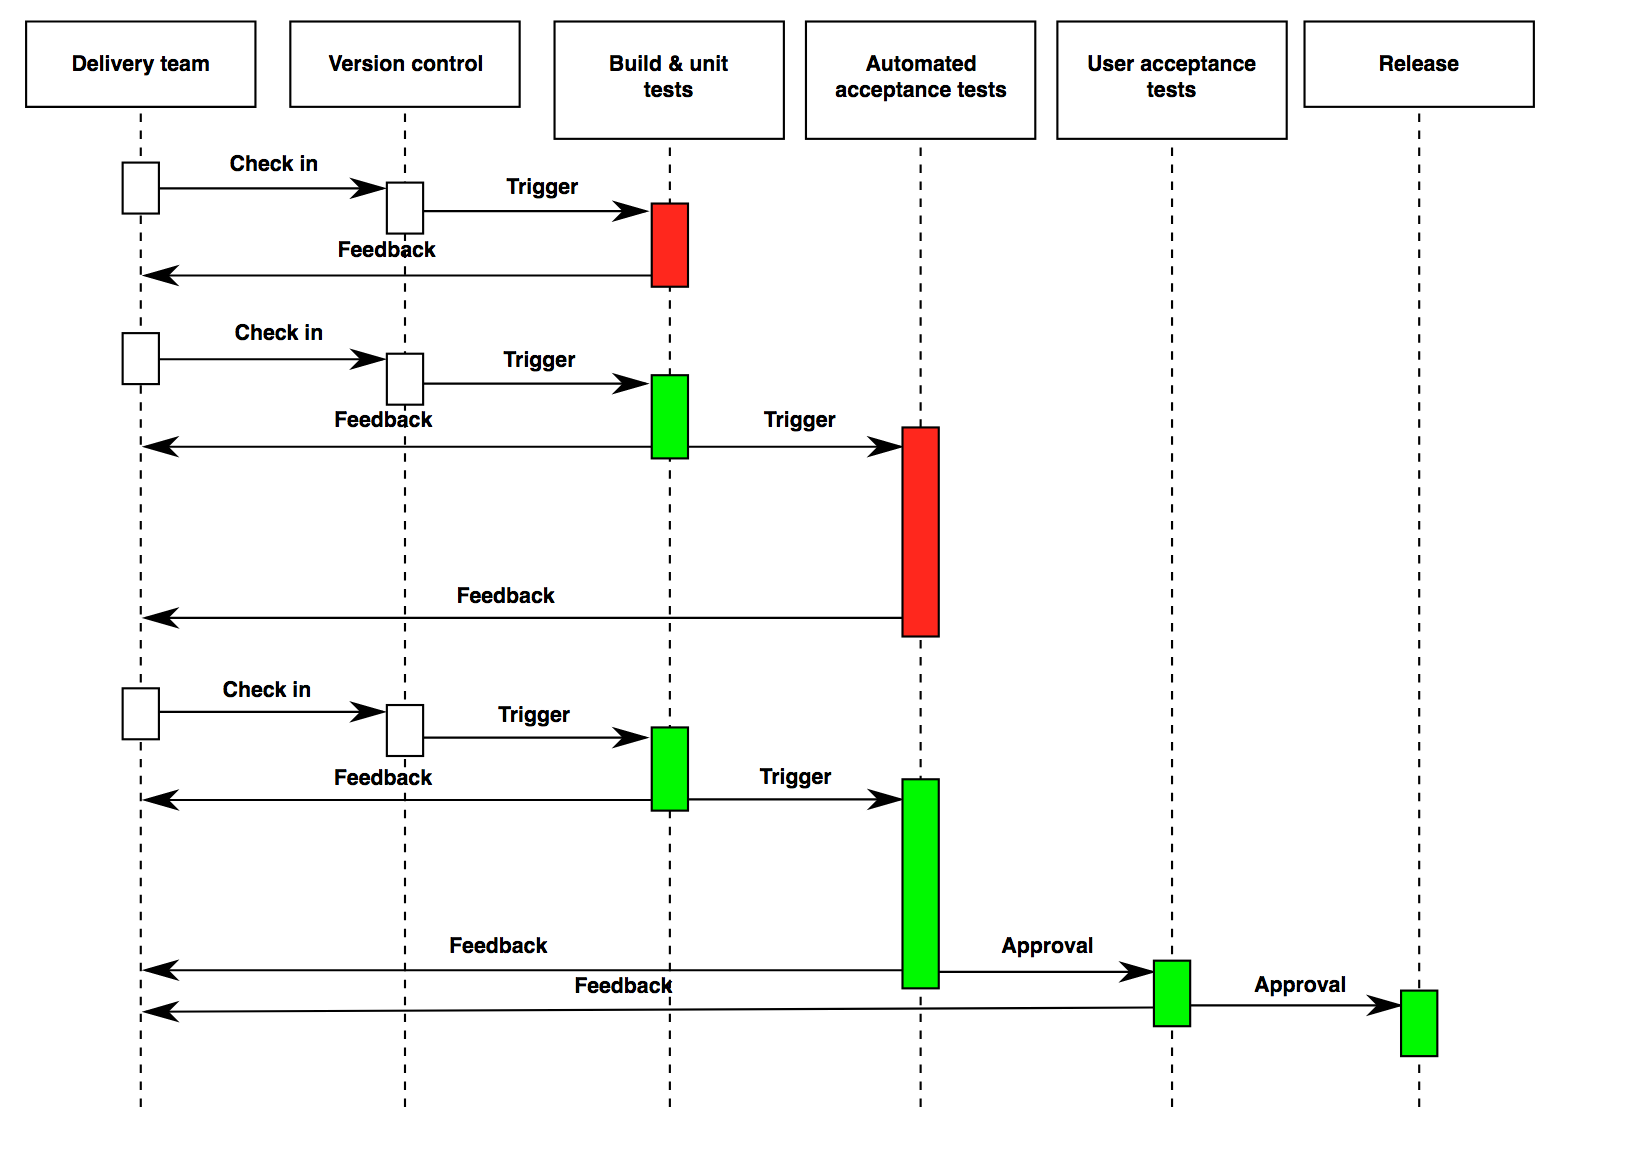 Delivery team
Version control
Build & unit
tests
Automated
acceptance tests
User acceptance
tests
Release
Check in
Trigger
Feedback
Check in
Trigger
Feedback
Trigger
Feedback
Check in
Trigger
Feedback
Trigger
Feedback
Approval
Feedback
Approval